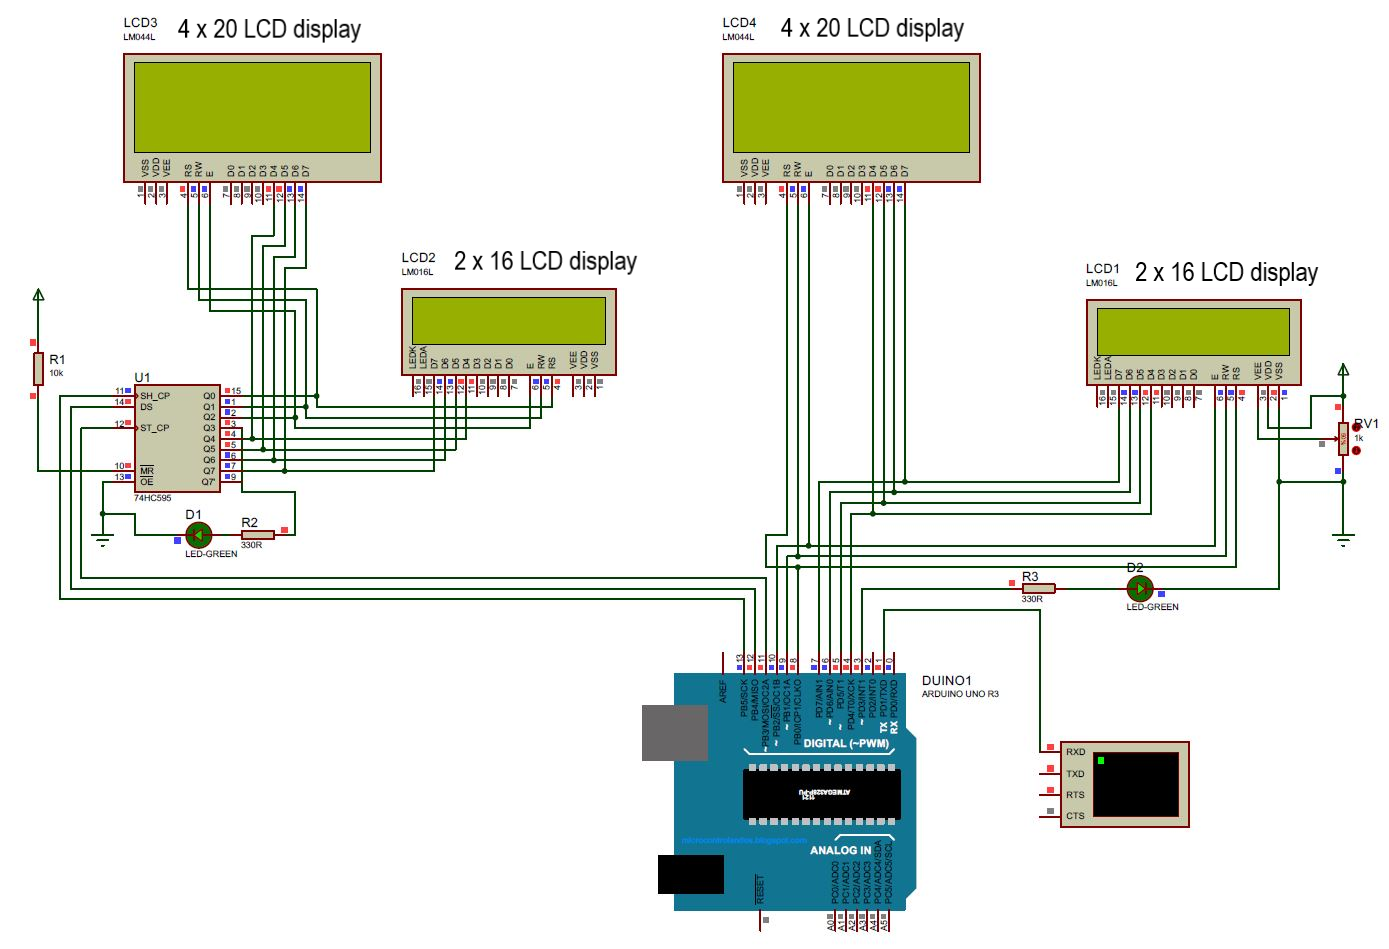 LCD3
LM044L
4 x 20 LCD display
VSS
VDD
VEE
RS
RW
E
D0
D1
D2
D3
D4
D5
D6
D7
1
2
3
4
5
6
7
8
9
10
11
12
13
14
LCD4
LM044L
4 x 20 LCD display
VSS
VDD
VEE
RS
RW
E
D0
D1
D2
D3
D4
D5
D6
D7
1
2
3
4
5
6
7
8
9
10
11
12
13
14
LCD2
LM016L
2 x 16 LCD display
LEDK
LEDA
D7
D6
D5
D4
D3
D2
D1
D0
E
RW
RS
VEE
VDD
VSS
16
15
14
13
12
11
10
9
8
7
6
5
4
3
2
1
LCD1
LM016L
2 x 16 LCD display
LEDK
LEDA
D7
D6
D5
D4
D3
D2
D1
D0
E
RW
RS
VEE
VDD
VSS
16
15
14
13
12
11
10
9
8
7
6
5
4
3
2
1
R1
10k
U1
11
14
12
10
13
SH_CP
DS
ST_CP
MR
OE
Q0
Q1
Q2
Q3
Q4
Q5
Q6
Q7
Q7'
15
1
2
3
4
5
6
7
9
74HC595
D1
LED-GREEN
R2
330R
RV1
1k
R3
330R
D2
LED-GREEN
DUINO1
ARDUINO UNO R3
13
12
11
10
9
8
7
6
5
4
3
2
1
0
AREF
PB5/SCK
PB4/MISO
~ PB3/MOSI/OC2A
~ PB2/SS/OC1B
~ PB1/OC1A
PB0/ICP1/CLKO
PD7/AIN1
~ PD6/AIN0
~ PD5/T1
PD4/T0/XCK
~ PD3/INT1
PD2/INT0
TX PD1/TXD
RX PD0/RXD
DIGITAL (~PWM)
ATMEGA328P-PU
1121
microcontrolandos.blogspot.com
ANALOG IN
RESET
PC0/ADC0
PC1/ADC1
PC2/ADC2
PC3/ADC3
PC4/ADC4/SDA
PC5/ADC5/SCL
A0
A1
A2
A3
A4
A5
RXD
TXD
RTS
CTS